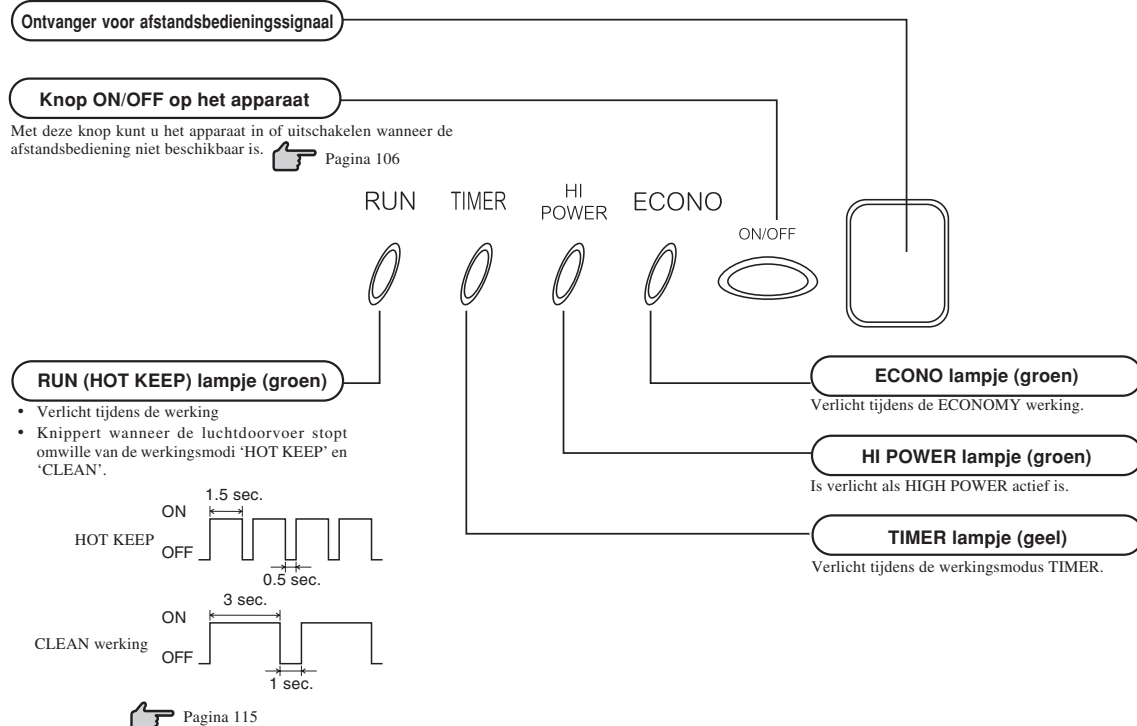 Ontvanger voor afstandsbedieningssignaal
Knop ON/OFF op het apparaat
Met deze knop kunt u het apparaat in of uitschakelen wanneer de
afstandsbediening niet beschikbaar is.
Pagina 106
RUN
TIMER
HI
POWER
ECONO
ON/OFF
RUN (HOT KEEP) lampje (groen)
• Verlicht tijdens de werking
• Knippert wanneer de luchtdoorvoer stopt
omwille van de werkingsmodi ‘HOT KEEP’ en
‘CLEAN’.
1.5 sec.
ON
HOT KEEP
OFF
0.5 sec.
3 sec.
ON
CLEAN werking
OFF
1 sec.
Pagina 115
ECONO lampje (groen)
Verlicht tijdens de ECONOMY werking.
HI POWER lampje (groen)
Is verlicht als HIGH POWER actief is.
TIMER lampje (geel)
Verlicht tijdens de werkingsmodus TIMER.